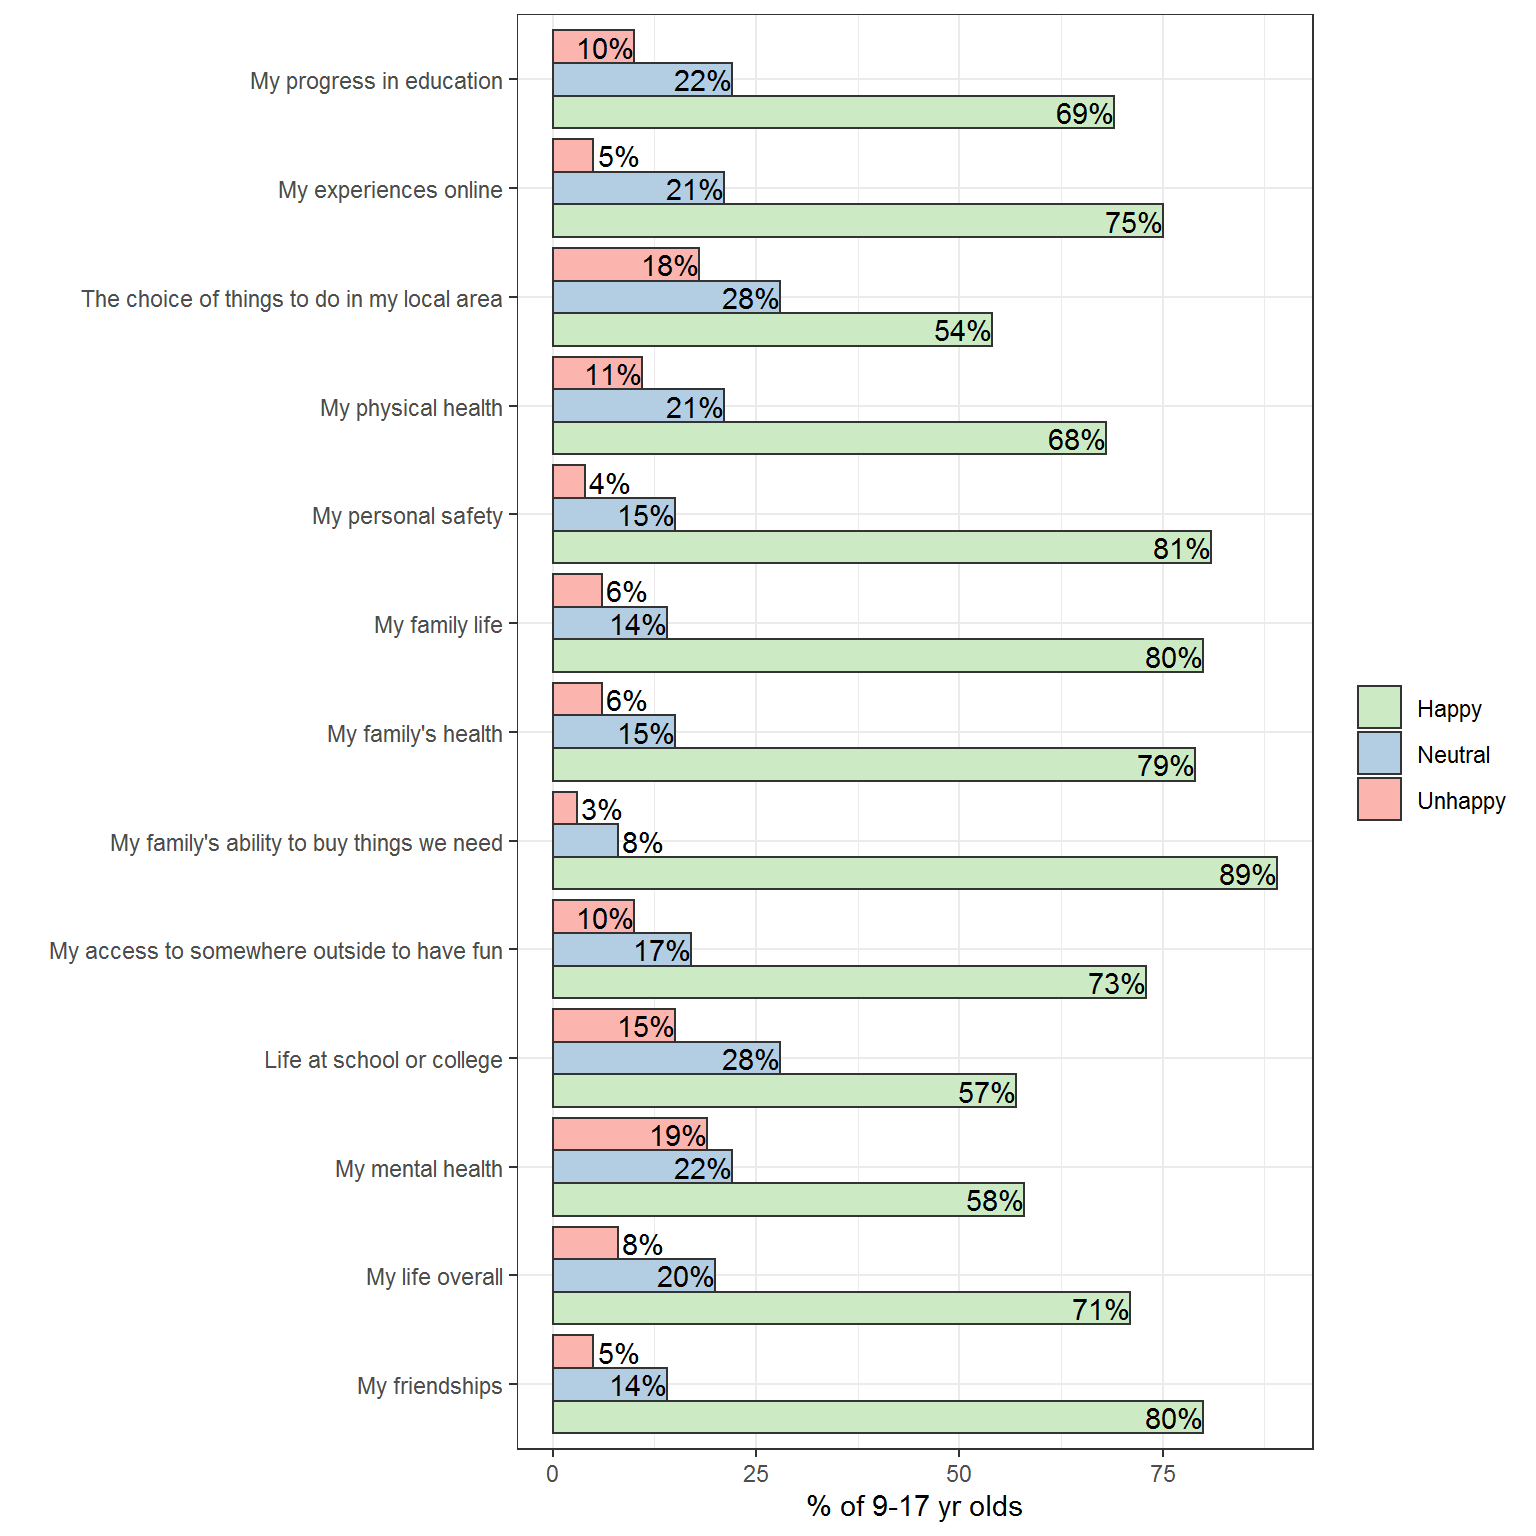 10%
My progress in education
22%
69%
5%
My experiences online
21%
75%
18%
The choice of things to do in my local area
28%
54%
11%
My physical health
21%
68%
4%
My personal safety
15%
81%
6%
My family life
14%
80%
6%
My family's health
15%
79%
3%
My family's ability to buy things we need
8%
89%
10%
My access to somewhere outside to have fun
17%
73%
15%
Life at school or college
28%
57%
19%
My mental health
22%
58%
8%
My life overall
20%
71%
5%
My friendships
14%
80%
0 25 50 75
% of 9-17 yr olds
Happy
Neutral
Unhappy